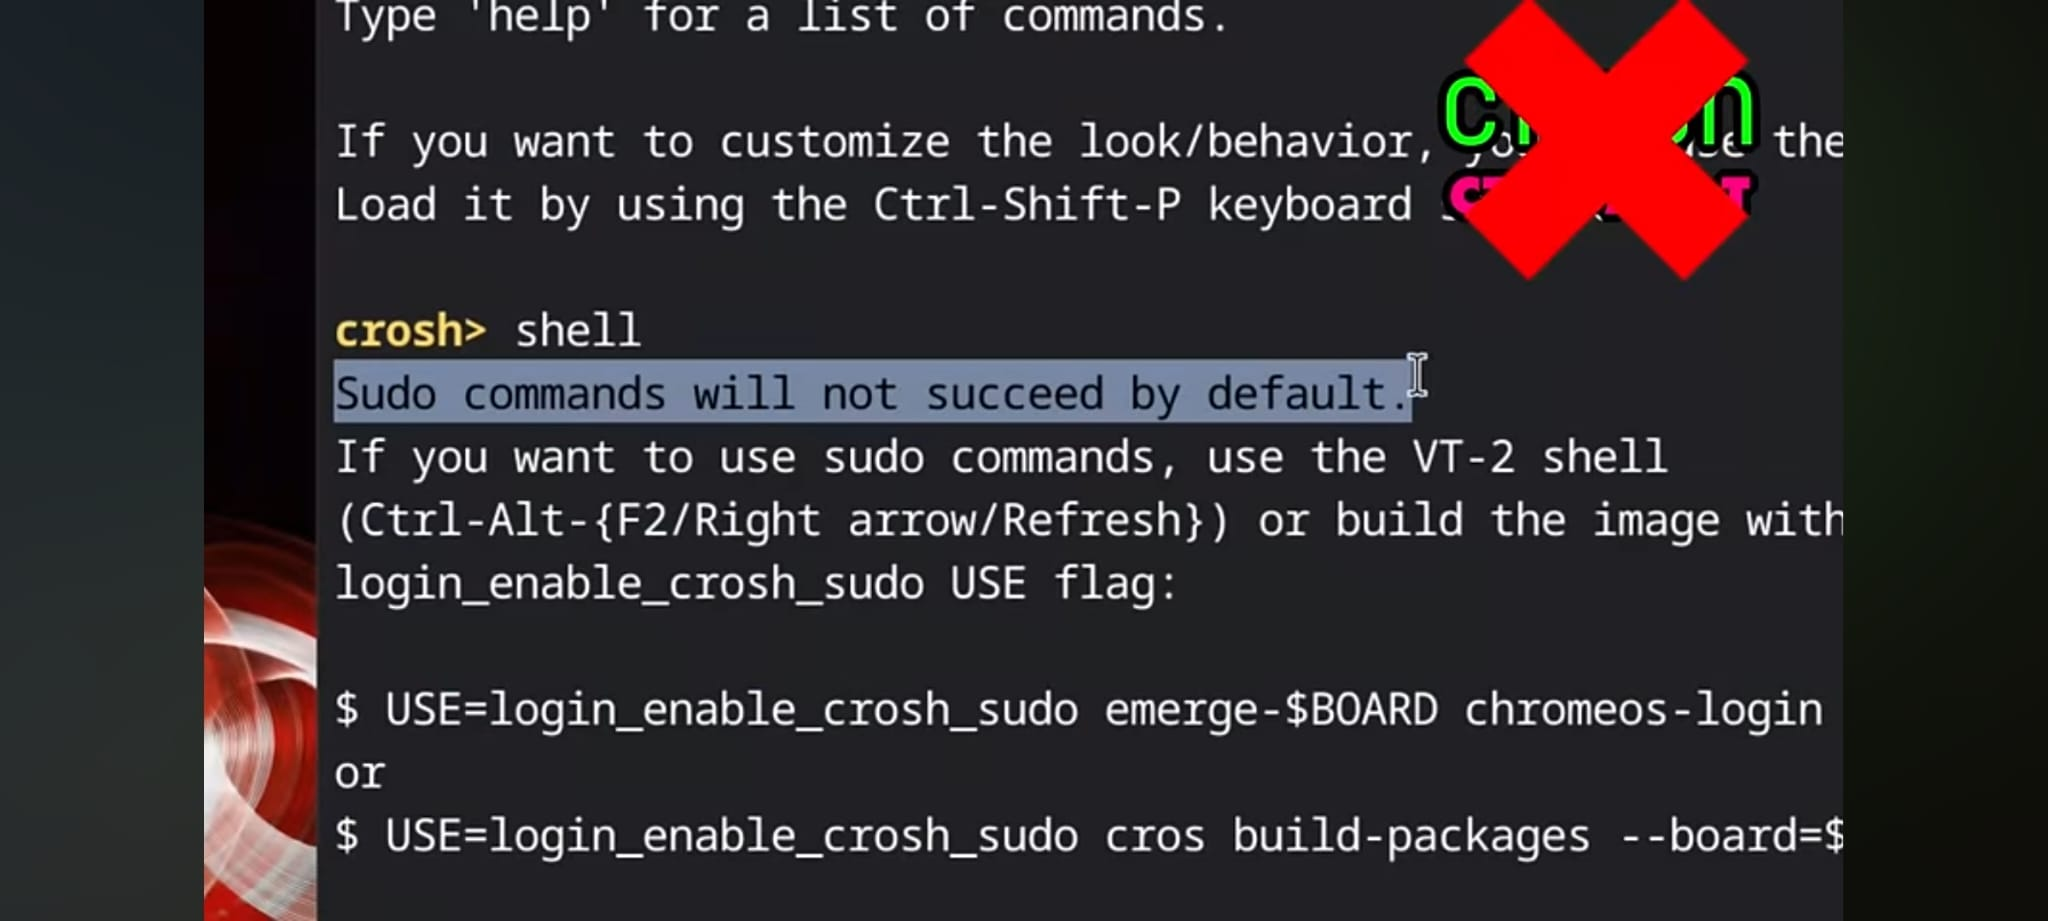 Type 'help' for a list of commands.
If you want to customize the look/behavior, the
Load it by using the Ctrl-Shift-P keyboard
crosh> shell
Sudo commands will not succeed by default.
If you want to use sudo commands, use the VT-2 shell
(Ctrl-Alt-{F2/Right arrow/Refresh}) or build the image with
login_enable_crosh_sudo USE flag:
$ USE=login_enable_crosh_sudo emerge-$BOARD chromeos-login
or
$ USE=login_enable_crosh_sudo cros build-packages --board=$